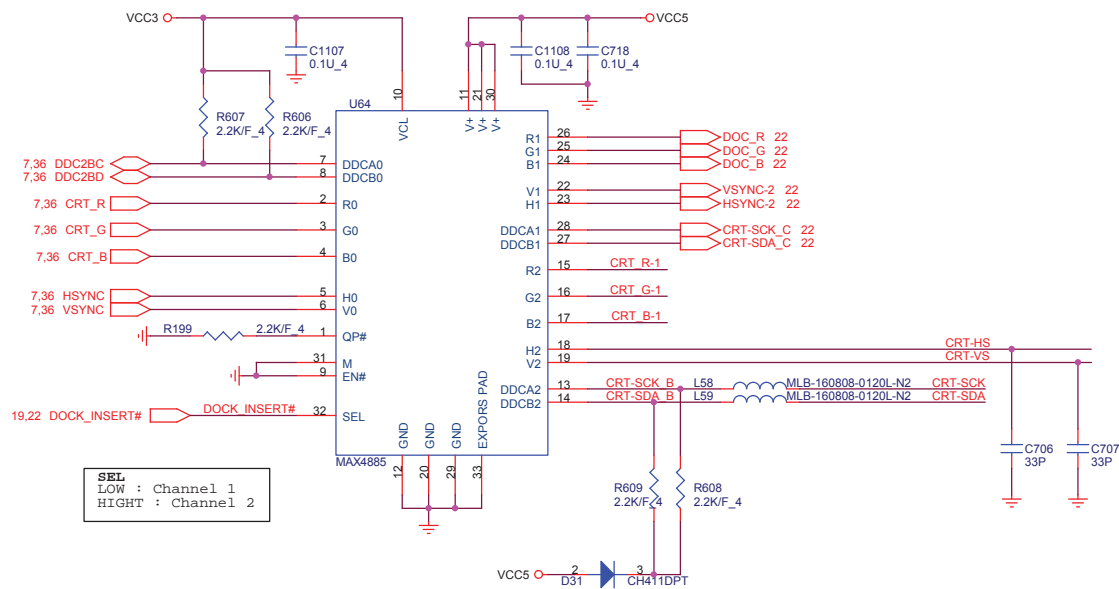 VCC3
VCC5
C1107
0.1U_4
C1108
0.1U_4
C718
0.1U_4
10
11
21
30
U64
R607
2.2K/F_4
R606
2.2K/F_4
VCL
V+
V+
V+
7,36 DDC2BC
7
DDCA0
7,36 DDC2BD
8
DDCB0
7,36 CRT_R
2
R0
7,36 CRT_G
3
G0
7,36 CRT_B
4
B0
7,36 HSYNC
5
H0
7,36 VSYNC
6
V0
R199
2.2K/F_4
1
QP#
31
M
9
EN#
19,22 DOCK_INSERT#
DOCK_INSERT#
32
SEL
R1
26
DOC_R 22
G1
25
DOC_G 22
B1
24
DOC_B 22
V1
22
VSYNC-2 22
H1
23
HSYNC-2 22
DDCA1
28
CRT-SCK_C 22
DDCB1
27
CRT-SDA_C 22
R2
15
CRT_R-1
G2
16
CRT_G-1
B2
17
CRT_B-1
H2
18
CRT-HS
V2
19
CRT-VS
DDCA2
13
CRT-SCK_B
L58
MLB-160808-0120L-N2
CRT-SCK
DDCB2
14
CRT-SDA_B
L59
MLB-160808-0120L-N2
CRT-SDA
GND
GND
GND
EXPORS PAD
MAX4885
12
20
29
33
C706
33P
C707
33P
R609
2.2K/F_4
R608
2.2K/F_4
SEL
LOW : Channel 1
HIGHT : Channel 2
VCC5
2
D31
3
CH411DPT